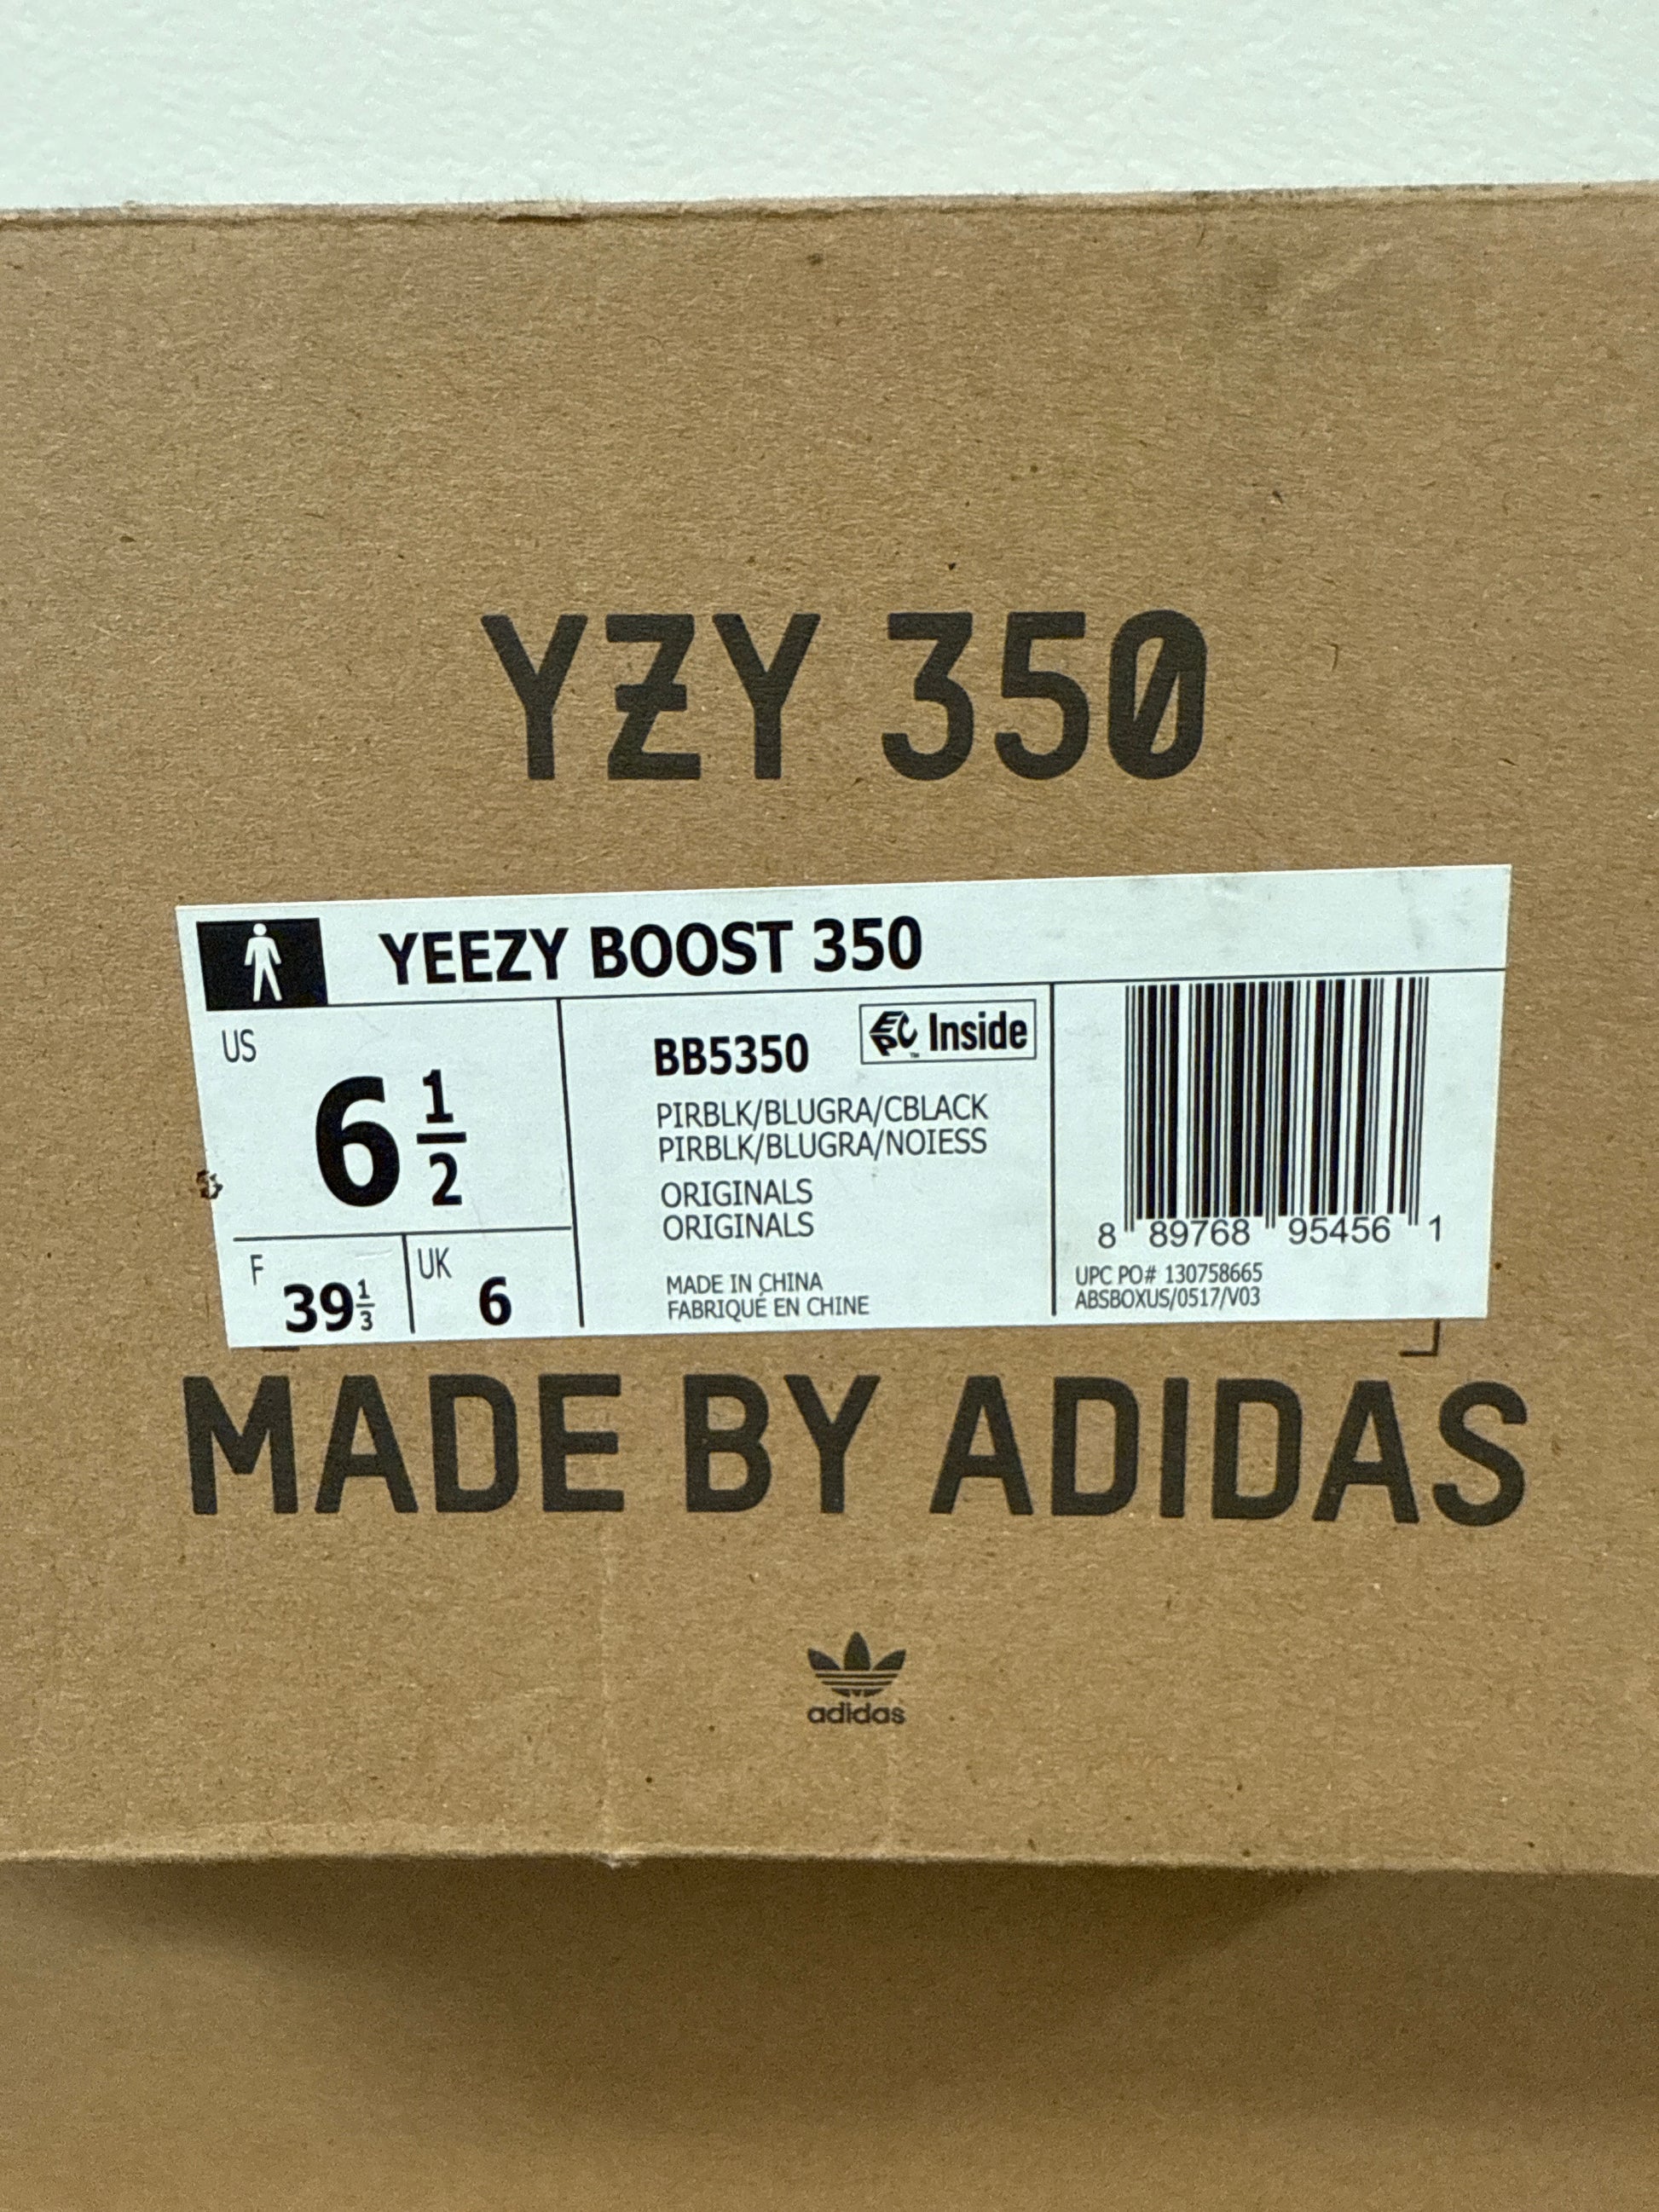 YZY 350
YEEZY BOOST 350
US
6 1/2
F
39 1/3
UK
6
BB5350
EPC™ Inside
PIRBLK/BLUGRA/CBLACK
PIRBLK/BLUGRA/NOIESS
ORIGINALS
ORIGINALS
MADE IN CHINA
FABRIQUÉ EN CHINE
8 89768 95456 1
UPC PO# 130758665
ABSBOXUS/0517/V03
MADE BY ADIDAS
adidas